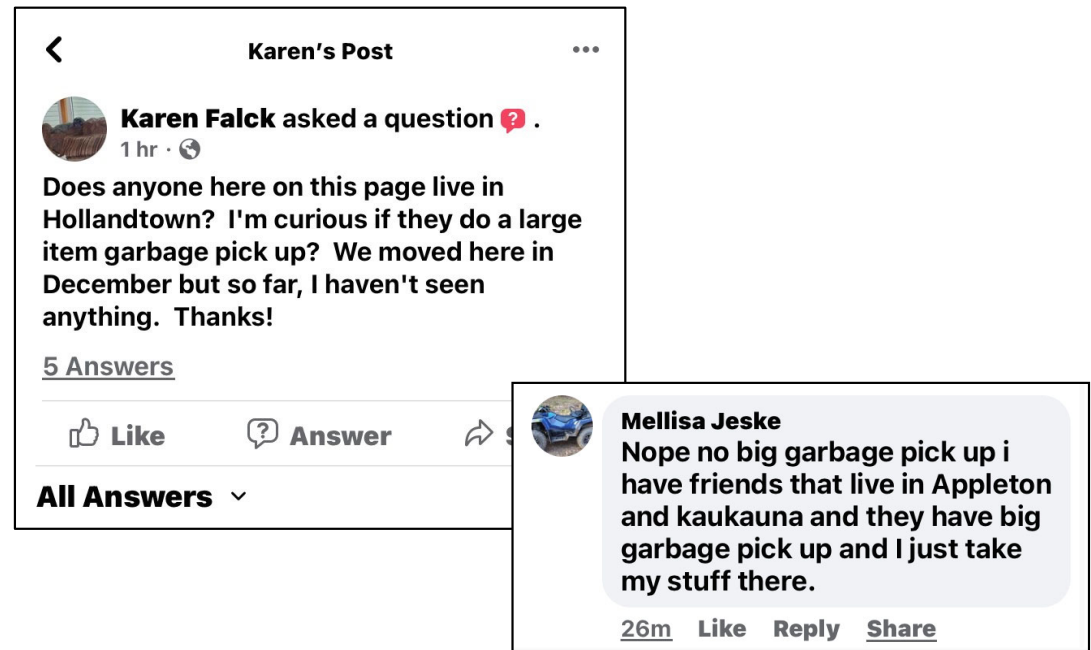 Karen's Post
Karen Falck asked a question ? .
1 hr ·
Does anyone here on this page live in
Hollandtown? I'm curious if they do a large
item garbage pick up? We moved here in
December but so far, I haven't seen
anything. Thanks!
5 Answers
Like ? Answer
All Answers
Mellisa Jeske
Nope no big garbage pick up i
have friends that live in Appleton
and kaukauna and they have big
garbage pick up and I just take
my stuff there.
26m Like Reply Share